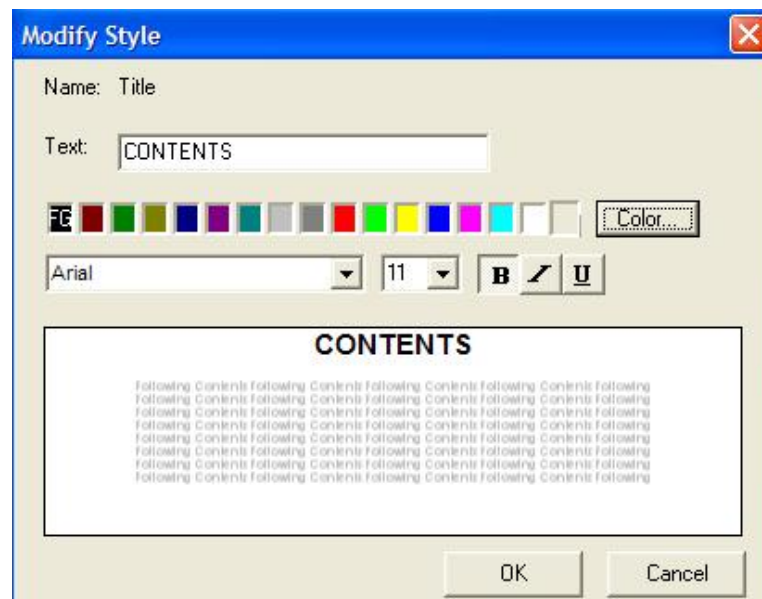 Modify Style
Name: Title
Text: CONTENTS
FG Color...
Arial 11 B I U
CONTENTS
Following Contents Following Contents Following Contents Following Contents Following
Following Contents Following Contents Following Contents Following Contents Following
Following Contents Following Contents Following Contents Following Contents Following
Following Contents Following Contents Following Contents Following Contents Following
Following Contents Following Contents Following Contents Following Contents Following
Following Contents Following Contents Following Contents Following Contents Following
Following Contents Following Contents Following Contents Following Contents Following
Following Contents Following Contents Following Contents Following Contents Following
OK Cancel